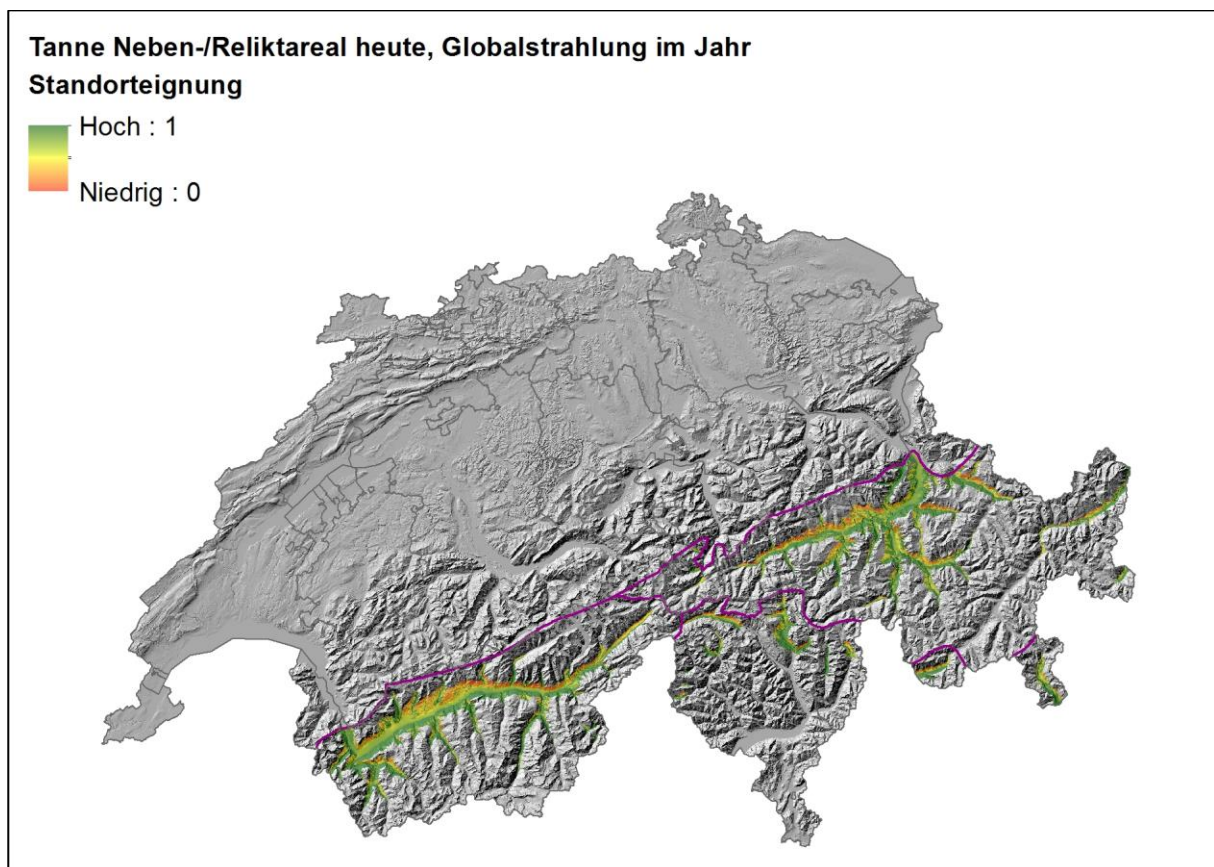 Tanne Neben-/Reliktareal heute, Globalstrahlung im Jahr
Standorteignung
Hoch : 1
Niedrig : 0